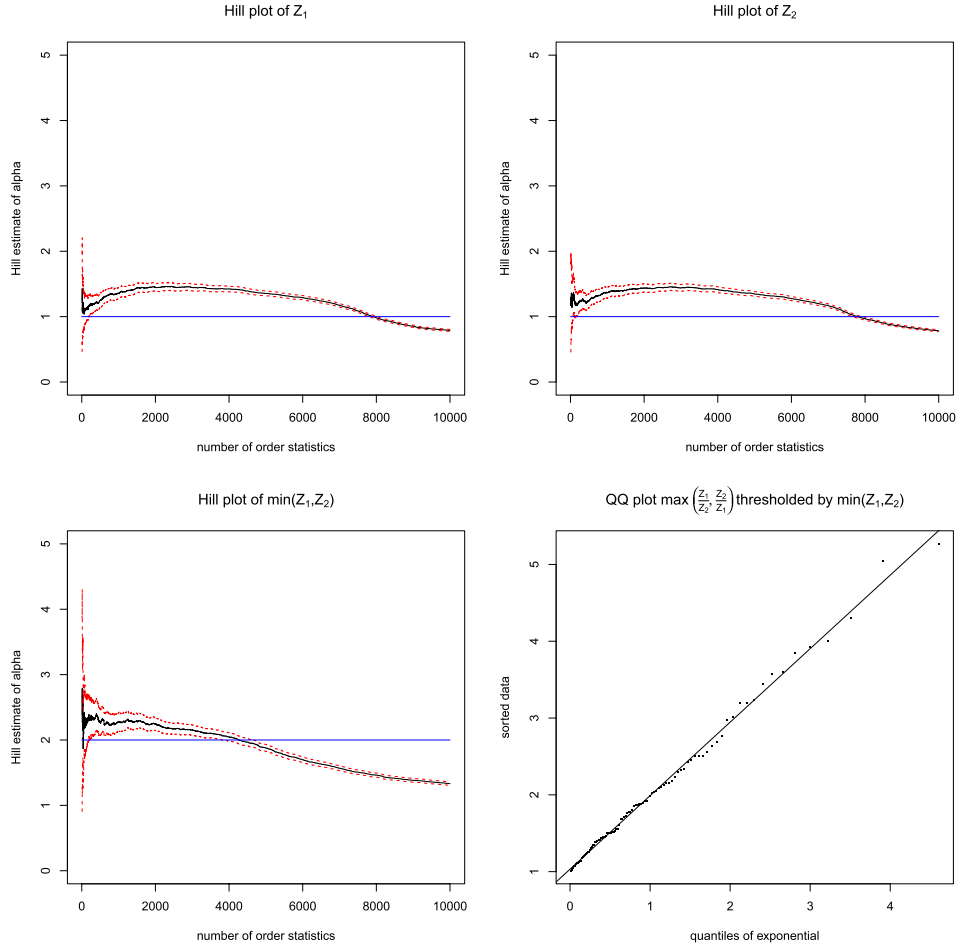 Hill plot of Z1
Hill estimate of alpha
5
4
3
2
1
0
0 2000 4000 6000 8000 10000
number of order statistics
Hill plot of Z2
Hill estimate of alpha
5
4
3
2
1
0
0 2000 4000 6000 8000 10000
number of order statistics
Hill plot of min(Z1,Z2)
Hill estimate of alpha
5
4
3
2
1
0
0 2000 4000 6000 8000 10000
number of order statistics
QQ plot max (Z1/Z2, Z2/Z1) thresholded by min(Z1,Z2)
sorted data
5
4
3
2
1
0 1 2 3 4
quantiles of exponential